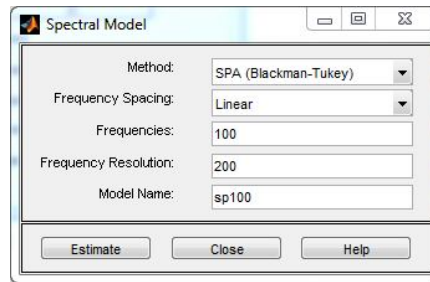 Spectral Model
Method: SPA (Blackman-Tukey)
Frequency Spacing: Linear
Frequencies: 100
Frequency Resolution: 200
Model Name: sp100
Estimate Close Help